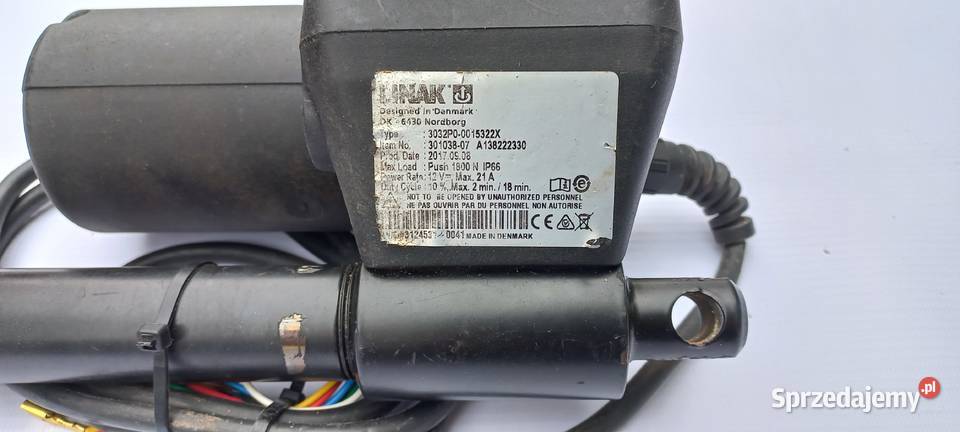 LINAK
Designed in Denmark
DK - 6430 Nordborg
Type : 3032P0-0015322X
Item No. : 301038-07 A138222330
Prod. Date : 2017.09.08
Max Load : Push 1800 N IP66
Power Rate: 12 V⎓, Max. 21 A
Duty Cycle : 10 %, Max. 2 min. / 18 min.
NOT TO BE OPENED BY UNAUTHORIZED PERSONNEL
NE PAS OUVRIR PAR DU PERSONNEL NON AUTORISE
CE
MADE IN DENMARK
Sprzedajemy.pl